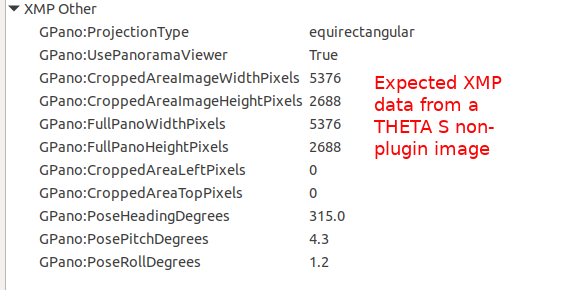 XMP Other
GPano:ProjectionType equirectangular
GPano:UsePanoramaViewer True
GPano:CroppedAreaImageWidthPixels 5376
GPano:CroppedAreaImageHeightPixels 2688
GPano:FullPanoWidthPixels 5376
GPano:FullPanoHeightPixels 2688
GPano:CroppedAreaLeftPixels 0
GPano:CroppedAreaTopPixels 0
GPano:PoseHeadingDegrees 315.0
GPano:PosePitchDegrees 4.3
GPano:PoseRollDegrees 1.2
Expected XMP
data from a
THETA S non-
plugin image